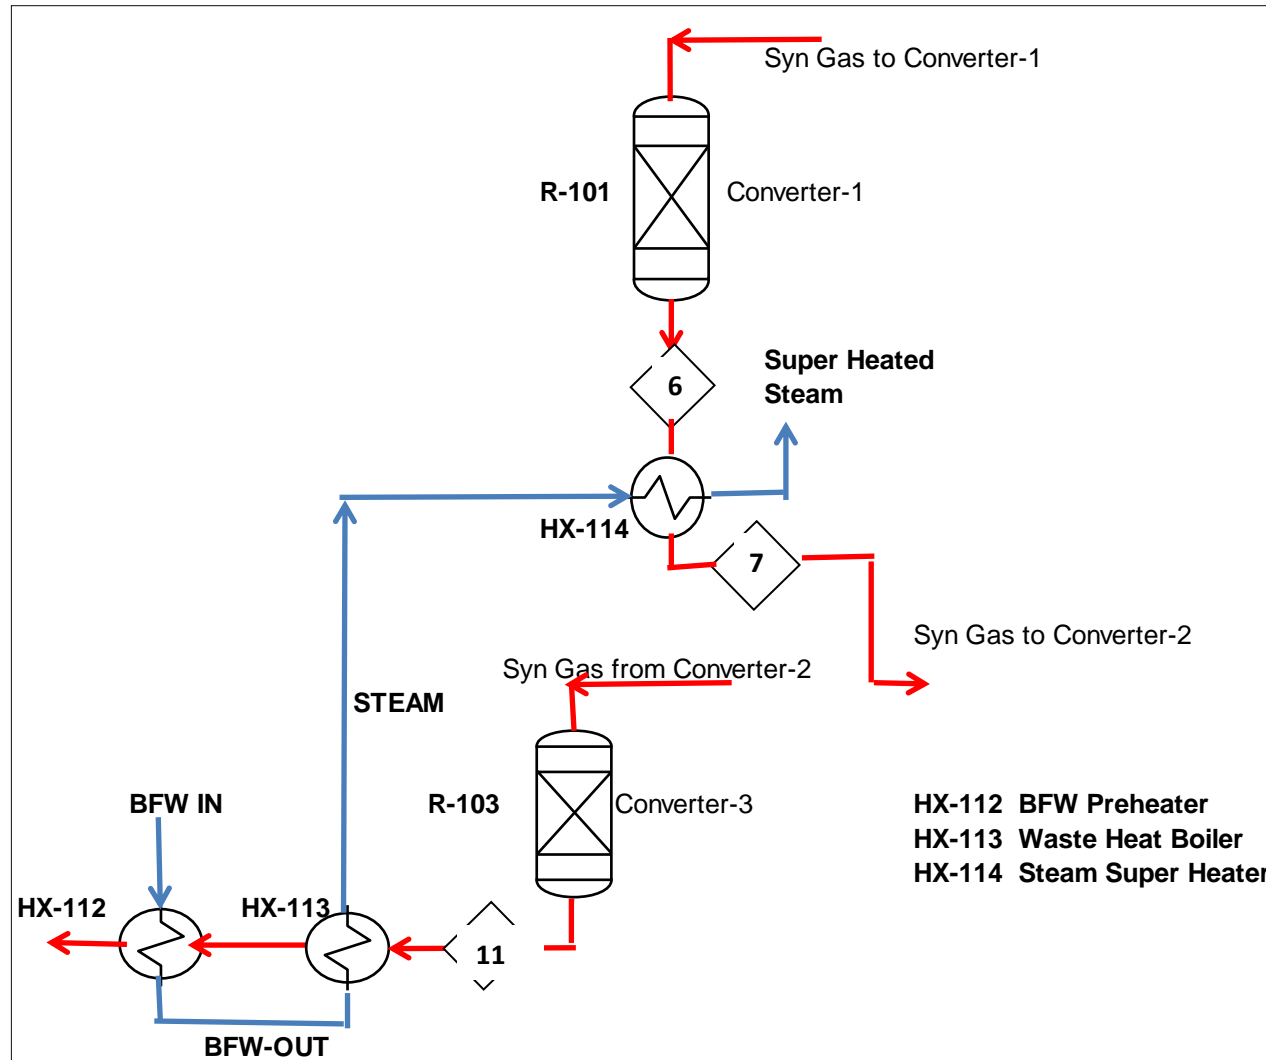 Syn Gas to Converter-1
R-101
Converter-1
Super Heated
Steam
6
HX-114
7
Syn Gas to Converter-2
Syn Gas from Converter-2
STEAM
BFW IN
R-103
Converter-3
HX-112 BFW Preheater
HX-113 Waste Heat Boiler
HX-114 Steam Super Heater
HX-112
HX-113
11
BFW-OUT